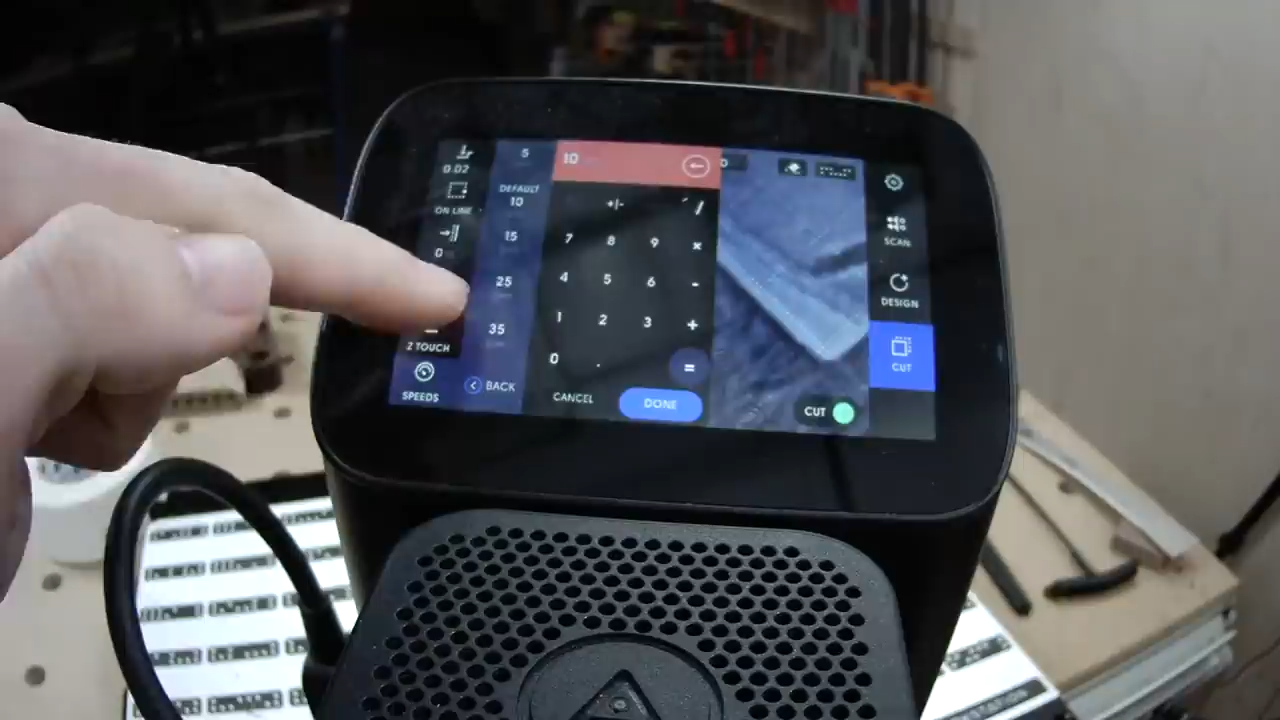 0.02
ON LINE
0
Z TOUCH
SPEEDS
5
DEFAULT
10
15
25
35
BACK
10
+/- /
7 8 9 ×
4 5 6 -
1 2 3 +
0 . =
CANCEL DONE
CUT
SCAN
DESIGN
CUT